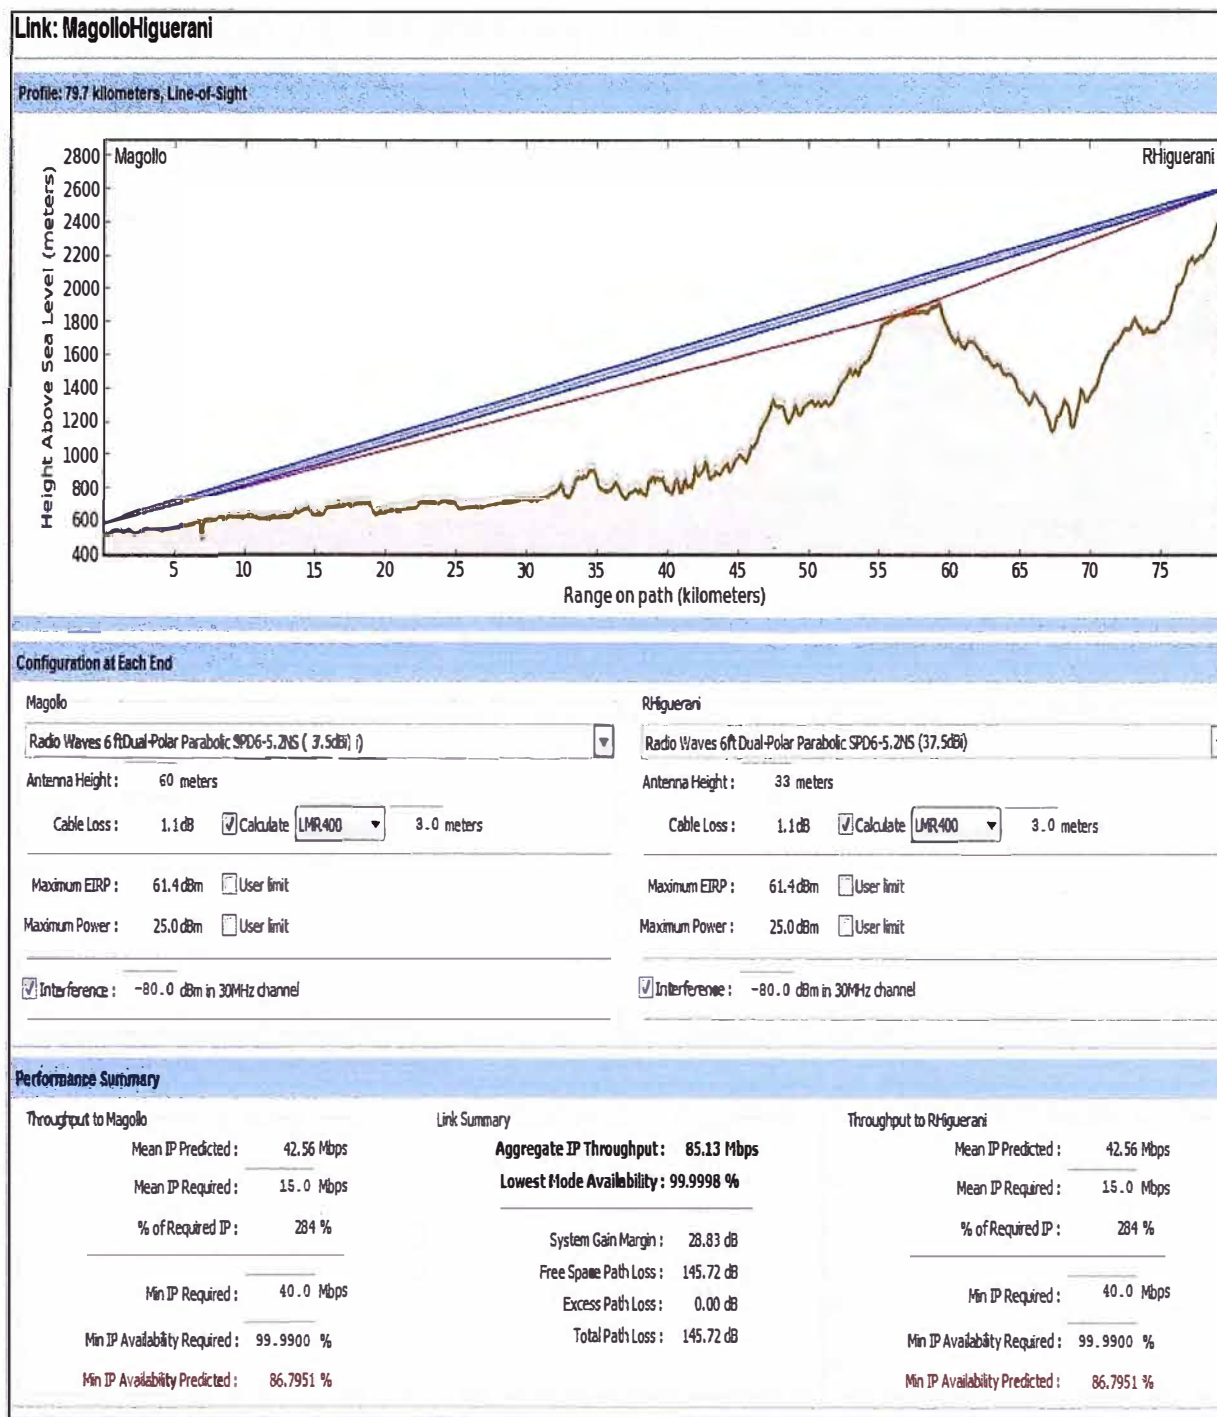 Link: MagolloHiguerani
Profile: 79.7 kilometers, Line-of-Sight
Magollo
RHiguerani
Height Above Sea Level (meters)
2800
2600
2400
2200
2000
1800
1600
1400
1200
1000
800
600
400
5 10 15 20 25 30 35 40 45 50 55 60 65 70 75
Range on path (kilometers)
Configuration at Each End
Magollo
Radio Waves 6ft Dual-Polar Parabolic SPD6-5.2NS ( 37.5dBi) i)
Antenna Height : 60 meters
Cable Loss : 1.1dB Calculate LMR400 3.0 meters
Maximum EIRP : 61.4 dBm User limit
Maximum Power : 25.0 dBm User limit
Interference : -80.0 dBm in 30MHz channel
RHiguerani
Radio Waves 6ft Dual-Polar Parabolic SPD6-5.2NS (37.5dBi)
Antenna Height : 33 meters
Cable Loss : 1.1dB Calculate LMR400 3.0 meters
Maximum EIRP : 61.4 dBm User limit
Maximum Power : 25.0 dBm User limit
Interference : -80.0 dBm in 30MHz channel
Performance Summary
Throughput to Magollo
Mean IP Predicted : 42.56 Mbps
Mean IP Required : 15.0 Mbps
% of Required IP : 284 %
Min IP Required : 40.0 Mbps
Min IP Availability Required : 99.9900 %
Min IP Availability Predicted : 86.7951 %
Link Summary
Aggregate IP Throughput : 85.13 Mbps
Lowest Mode Availability : 99.9998 %
System Gain Margin : 28.83 dB
Free Space Path Loss : 145.72 dB
Excess Path Loss : 0.00 dB
Total Path Loss : 145.72 dB
Throughput to RHiguerani
Mean IP Predicted : 42.56 Mbps
Mean IP Required : 15.0 Mbps
% of Required IP : 284 %
Min IP Required : 40.0 Mbps
Min IP Availability Required : 99.9900 %
Min IP Availability Predicted : 86.7951 %